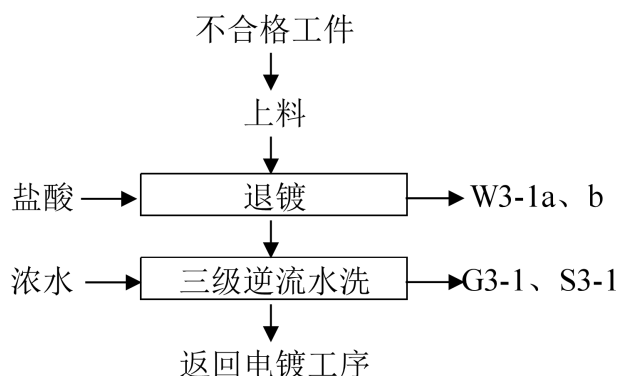 不合格工件
上料
盐酸 退镀 W3-1a、b
浓水 三级逆流水洗 G3-1、S3-1
返回电镀工序